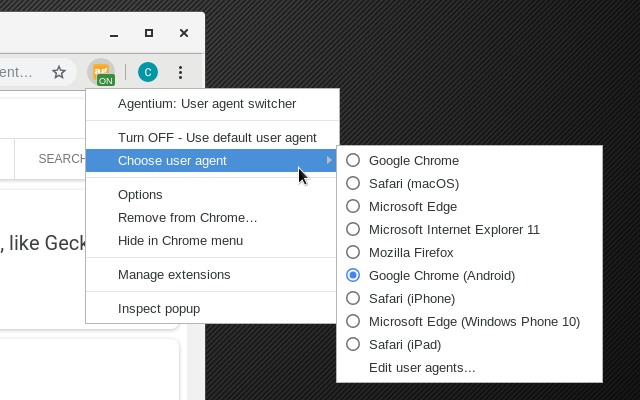 ent…
ag
ON
C
Agentium: User agent switcher
Turn OFF - Use default user agent
SEARCH
Choose user agent
Google Chrome
Safari (macOS)
Options
Microsoft Edge
Remove from Chrome…
Microsoft Internet Explorer 11
Hide in Chrome menu
, like Geck
Mozilla Firefox
Manage extensions
Google Chrome (Android)
Safari (iPhone)
Inspect popup
Microsoft Edge (Windows Phone 10)
Safari (iPad)
Edit user agents…